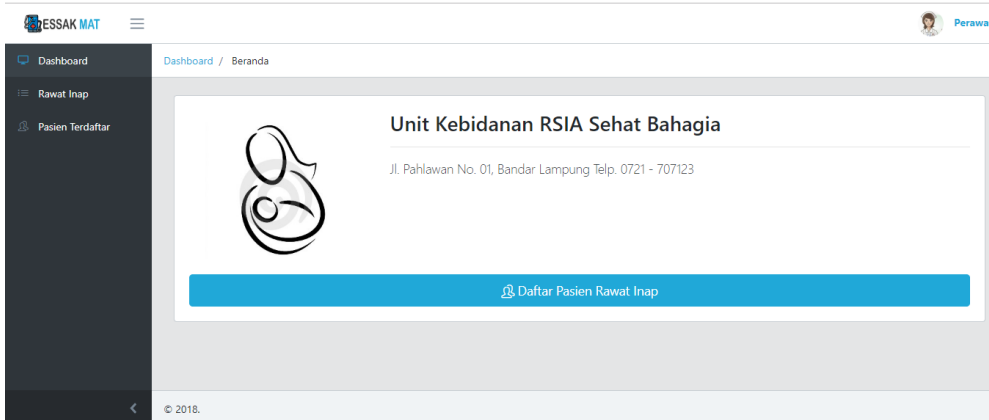 ESSAK MAT
Perawa
Dashboard
Dashboard / Beranda
Rawat Inap
Pasien Terdaftar
Unit Kebidanan RSIA Sehat Bahagia
Jl. Pahlawan No. 01, Bandar Lampung Telp. 0721 - 707123
Daftar Pasien Rawat Inap
© 2018.